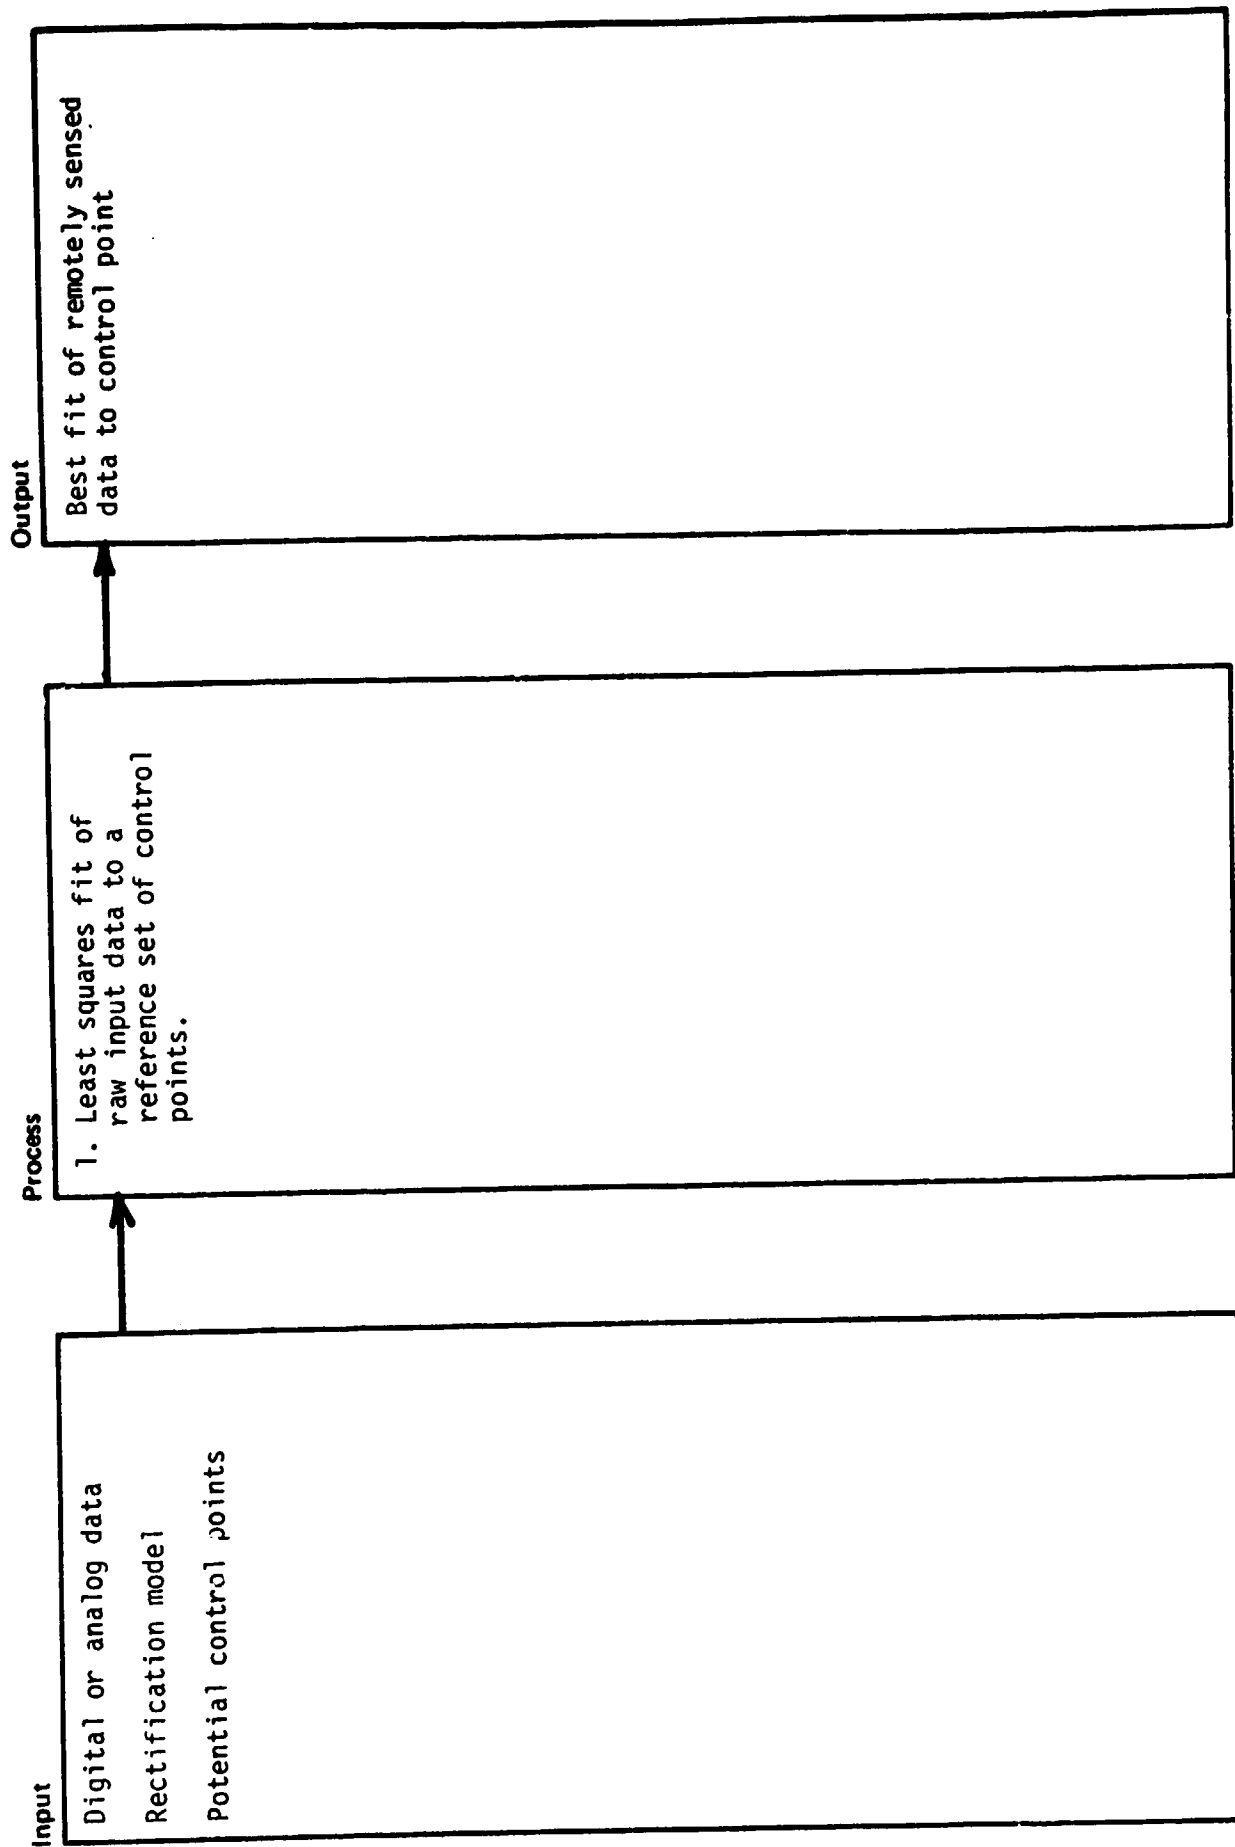 Input
Digital or analog data
Rectification model
Potential control points
Process
1. Least squares fit of
raw input data to a
reference set of control
points.
Output
Best fit of remotely sensed
data to control point